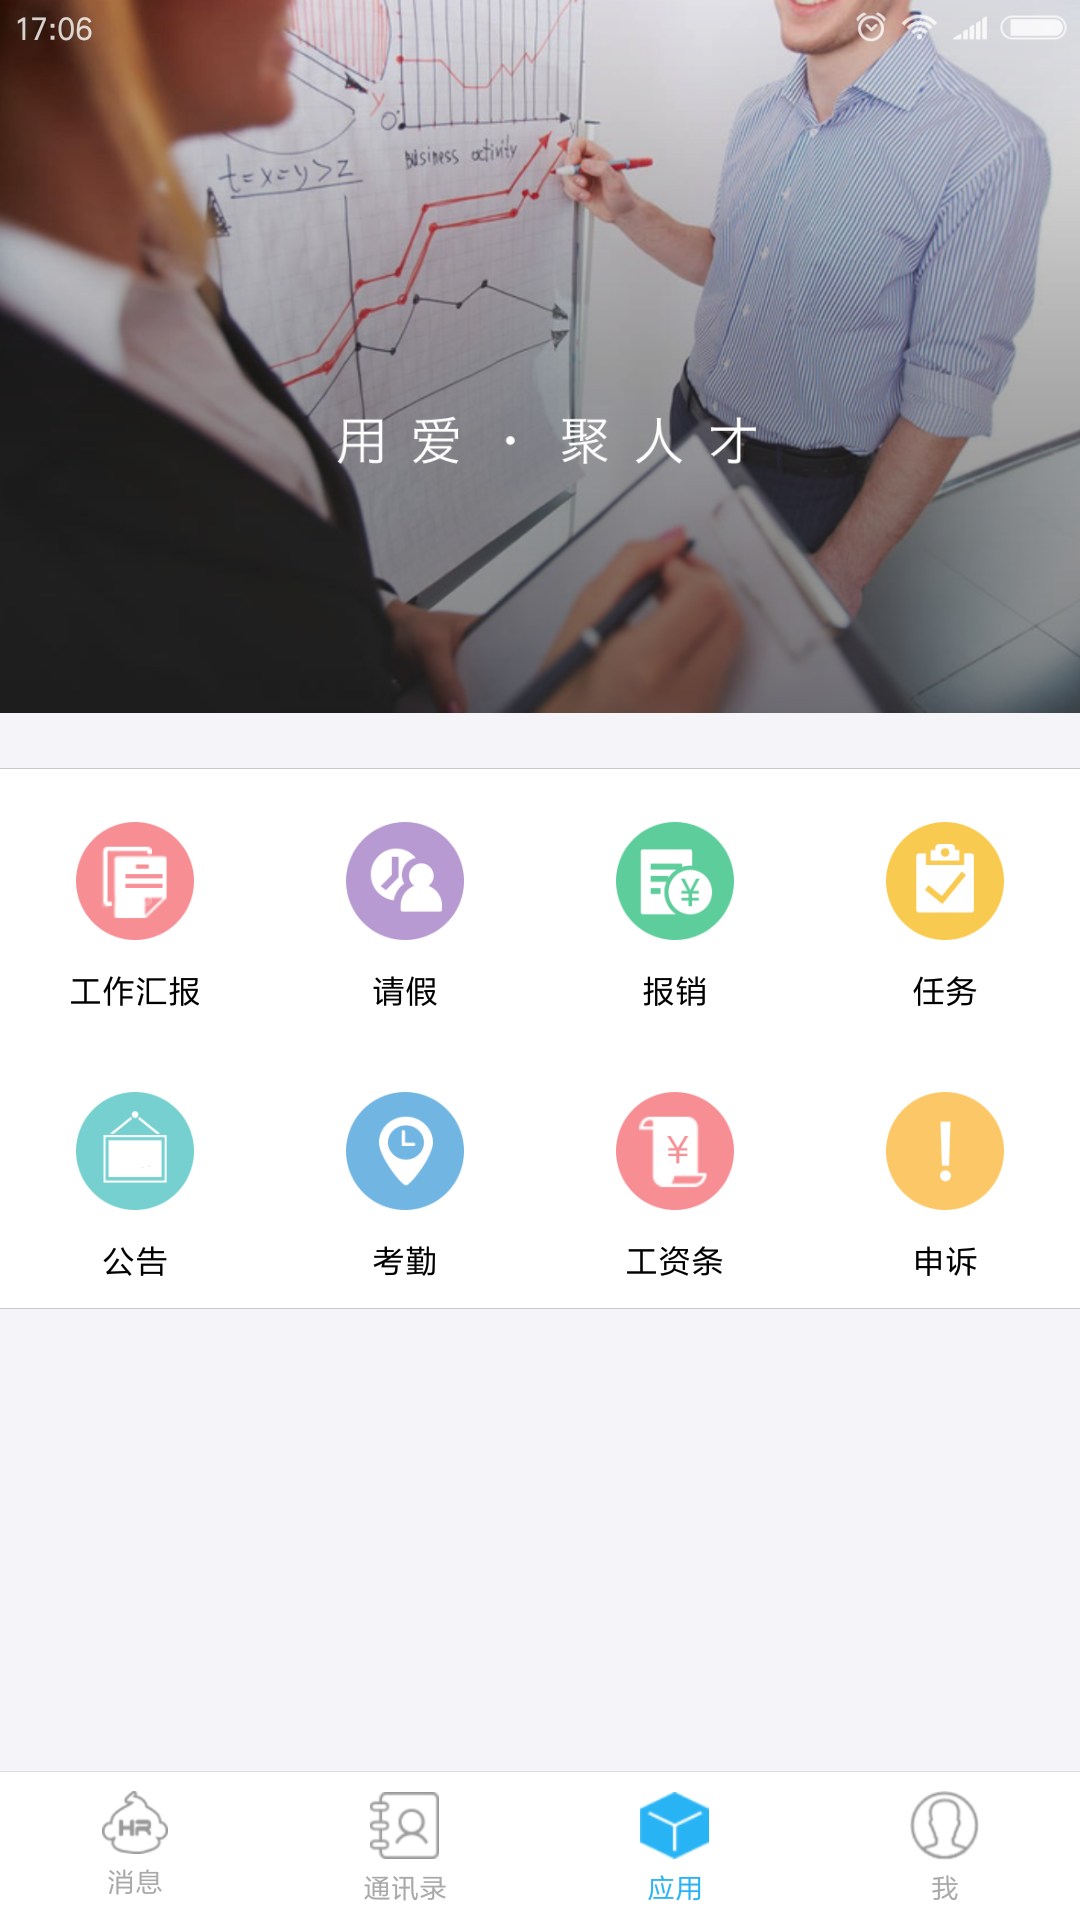 17:06
Y
0
Business activity
t=x=y>z
用爱·聚人才
¥
工作汇报 请假 报销 任务
¥
公告 考勤 工资条 申诉
HR
消息 通讯录 应用 我